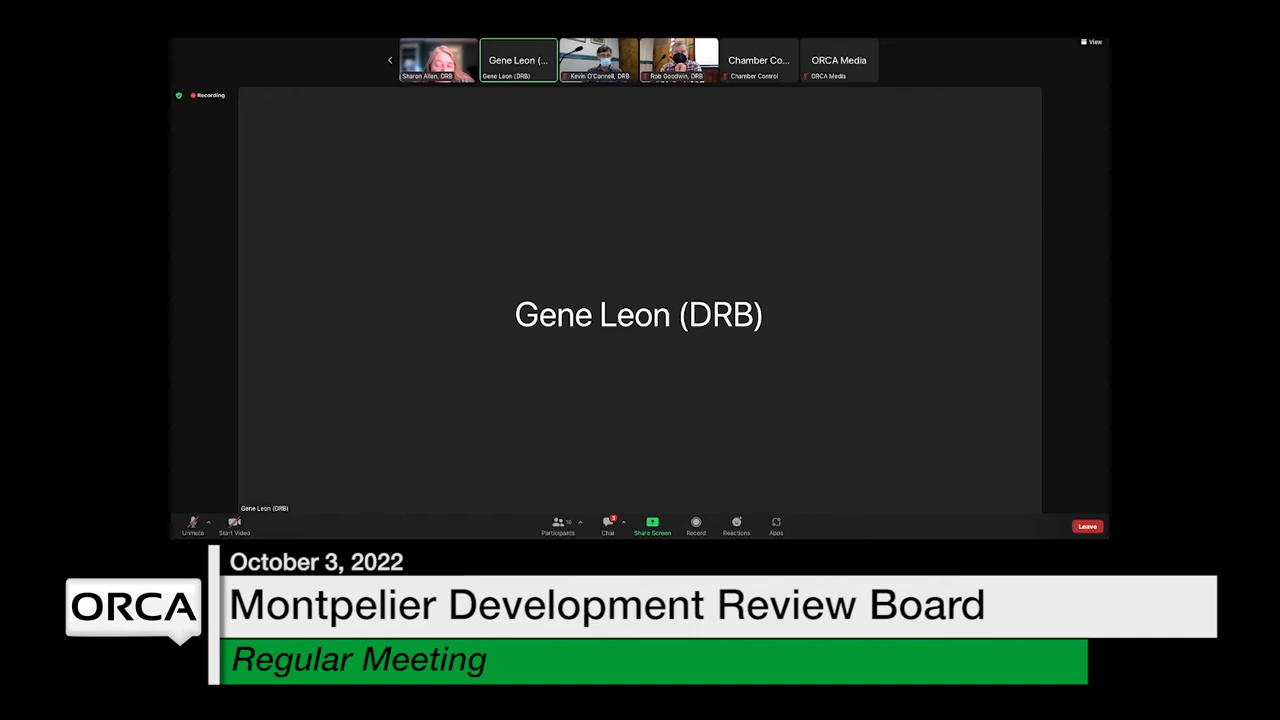 View
Gene Leon (...
Chamber Co...
ORCA Media
Sharon Allen, DRB
Gene Leon (DRB)
Kevin O'Connell, DRB
Rob Goodwin, DRB
Chamber Control
ORCA Media
Recording
Gene Leon (DRB)
Gene Leon (DRB)
Unmute
Start Video
Participants
10
Chat
3
Share Screen
Record
Reactions
Apps
Leave
October 3, 2022
ORCA
Montpelier Development Review Board
Regular Meeting